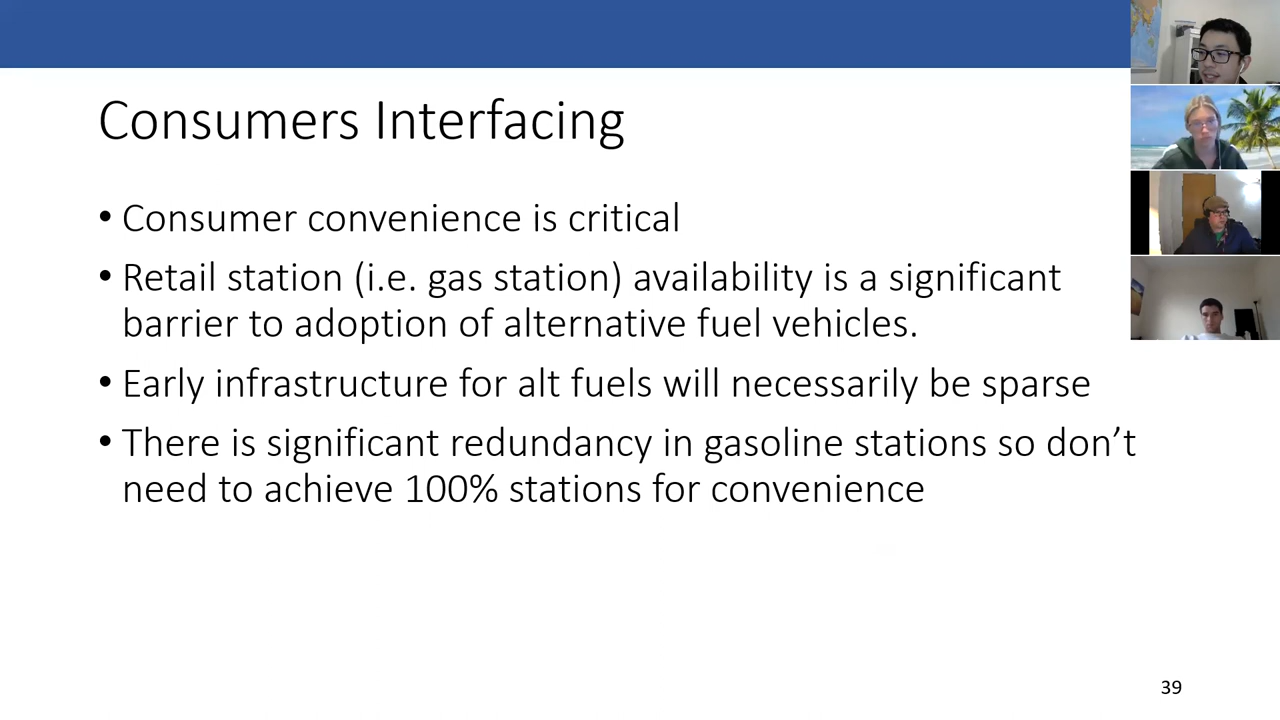 Consumers Interfacing
• Consumer convenience is critical
• Retail station (i.e. gas station) availability is a significant
barrier to adoption of alternative fuel vehicles.
• Early infrastructure for alt fuels will necessarily be sparse
• There is significant redundancy in gasoline stations so don’t
need to achieve 100% stations for convenience
39